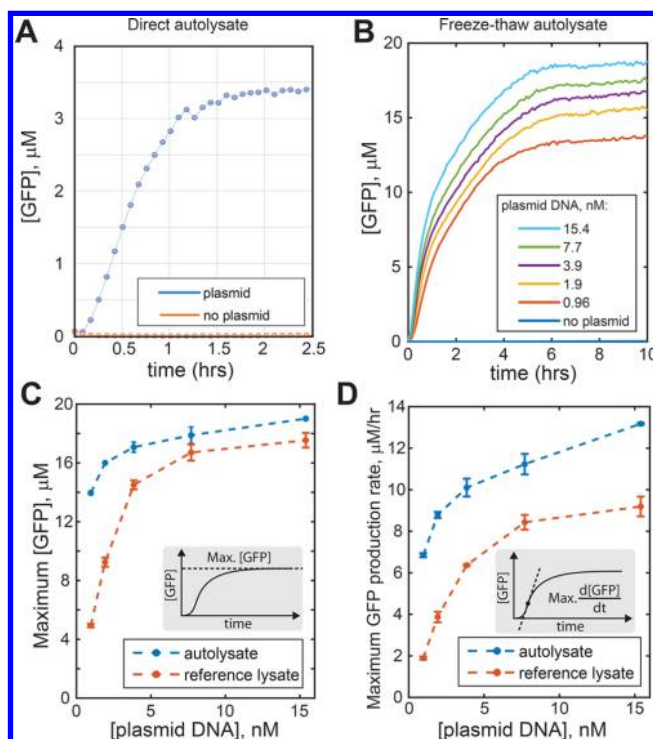 A
Direct autolysate
4
3
2
1
0
[GFP], µM
plasmid
no plasmid
0
0.5
1
1.5
2
2.5
time (hrs)
B
Freeze-thaw autolysate
20
15
10
5
0
[GFP], µM
plasmid DNA, nM:
15.4
7.7
3.9
1.9
0.96
no plasmid
0
2
4
6
8
10
time (hrs)
C
20
16
12
8
4
0
Maximum [GFP], µM
Max. [GFP]
[GFP]
time
autolysate
reference lysate
0
5
10
15
[plasmid DNA], nM
D
14
12
10
8
6
4
2
0
Maximum GFP production rate, µM/hr
[GFP]
Max. d[GFP]
dt
time
autolysate
reference lysate
0
5
10
15
[plasmid DNA], nM